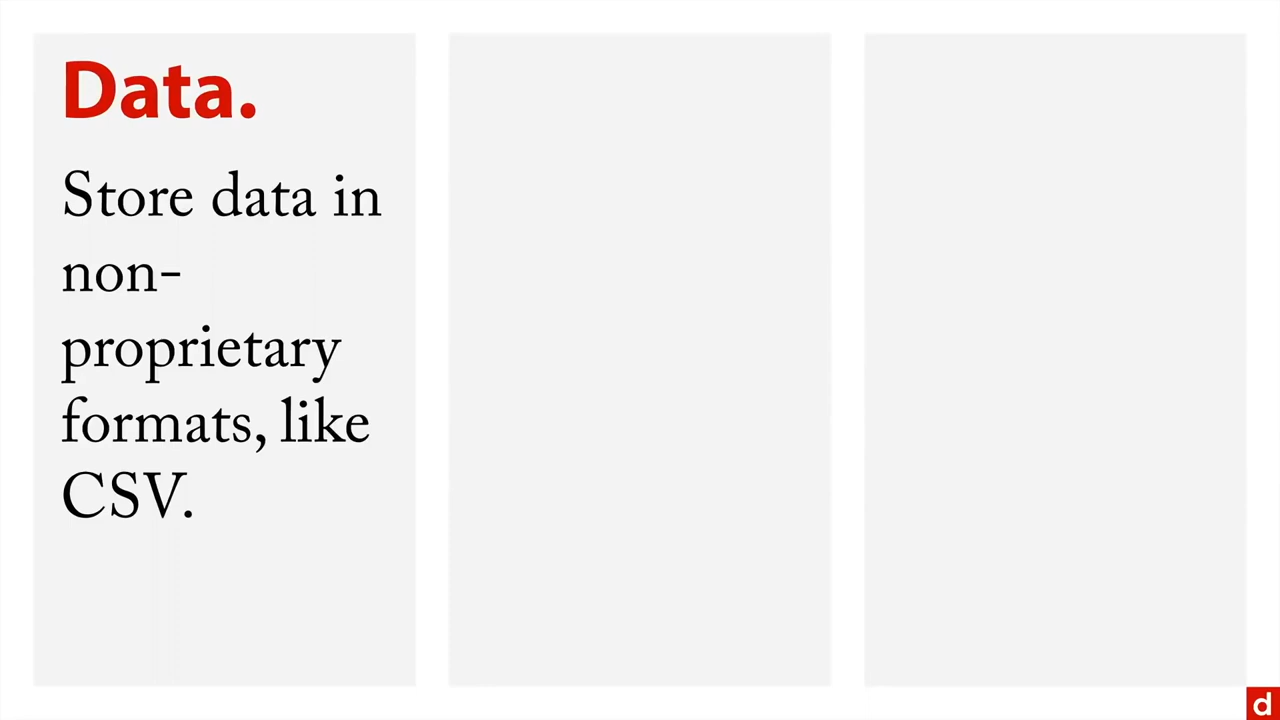 Data.
Store data in
non-
proprietary
formats, like
CSV.
d